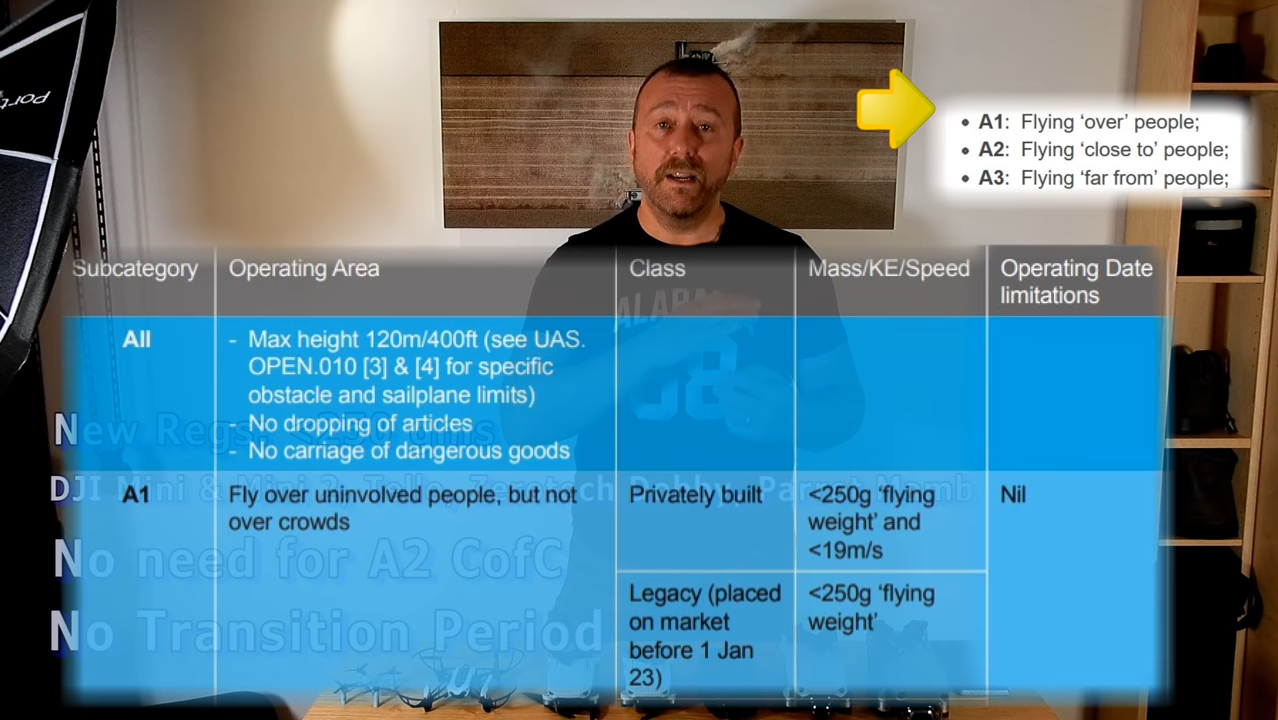 Port
• A1: Flying ‘over’ people;
• A2: Flying ‘close to’ people;
• A3: Flying ‘far from’ people;
Subcategory
Operating Area
Class
Mass/KE/Speed
Operating Date
limitations
All
- Max height 120m/400ft (see UAS.
OPEN.010 [3] & [4] for specific
obstacle and sailplane limits)
- No dropping of articles
- No carriage of dangerous goods
A1
Fly over uninvolved people, but not
over crowds
Privately built
<250g ‘flying
weight’ and
<19m/s
Nil
Legacy (placed
on market
before 1 Jan
23)
<250g ‘flying
weight’
New Regs! <250 gms
DJI Mini & Mini 2, Tello, Zerotech Dobby, Parrot Mamb
No need for A2 CofC
No Transition Period